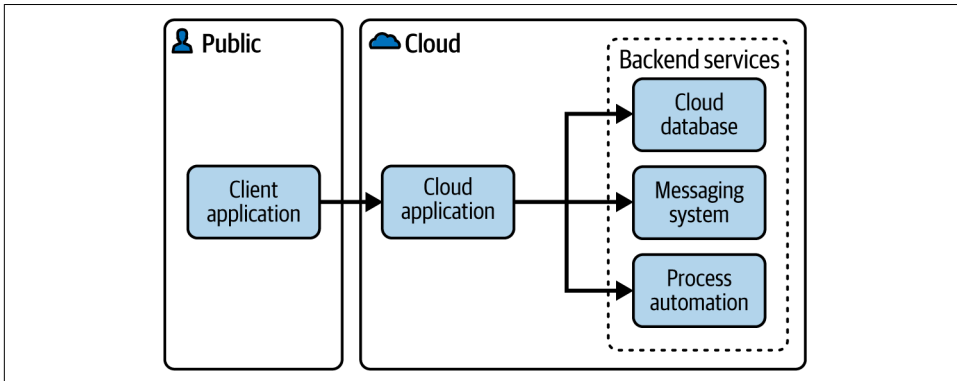 Public
Cloud
Backend services
Cloud
database
Client
application
Cloud
application
Messaging
system
Process
automation